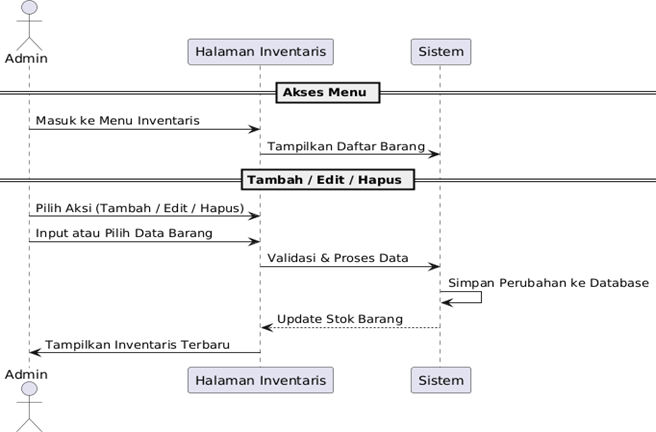 Admin
Halaman Inventaris
Sistem
Akses Menu
Masuk ke Menu Inventaris
Tampilkan Daftar Barang
Tambah / Edit / Hapus
Pilih Aksi (Tambah / Edit / Hapus)
Input atau Pilih Data Barang
Validasi & Proses Data
Simpan Perubahan ke Database
Update Stok Barang
Tampilkan Inventaris Terbaru
Admin
Halaman Inventaris
Sistem